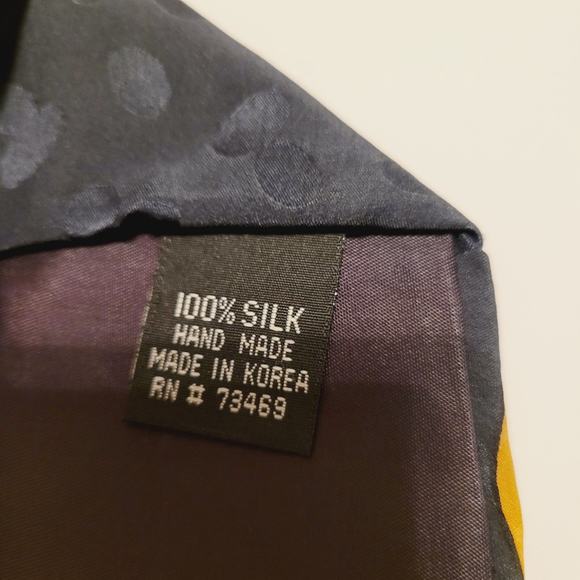 100% SILK
HAND MADE
MADE IN KOREA
RN # 73469